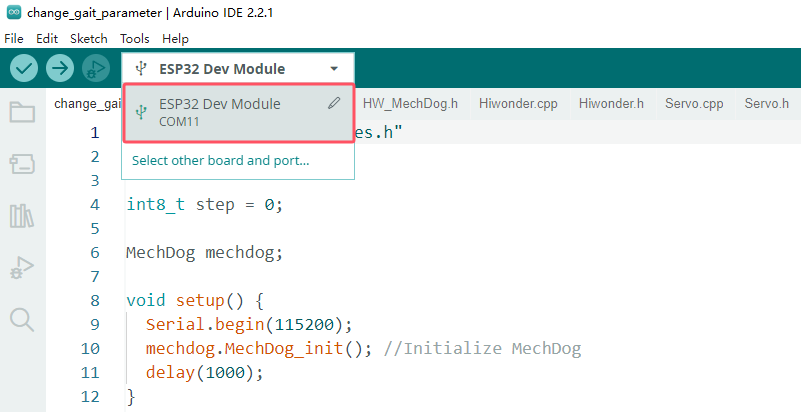 change_gait_parameter | Arduino IDE 2.2.1
File Edit Sketch Tools Help
ESP32 Dev Module
change_gai ESP32 Dev Module HW_MechDog.h Hiwonder.cpp Hiwonder.h Servo.cpp Servo.h
COM11
1 es.h"
2 Select other board and port...
3
4 int8_t step = 0;
5
6 MechDog mechdog;
7
8 void setup() {
9 Serial.begin(115200);
10 mechdog.MechDog_init(); //Initialize MechDog
11 delay(1000);
12 }